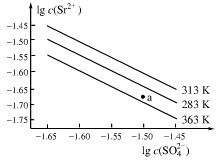 lg c(Sr²⁺)
−1.45
−1.50
−1.55
−1.60
−1.65
−1.70
−1.75
a
313 K
283 K
363 K
−1.65 −1.60 −1.55 −1.50 −1.45
lg c(SO₄²⁻)